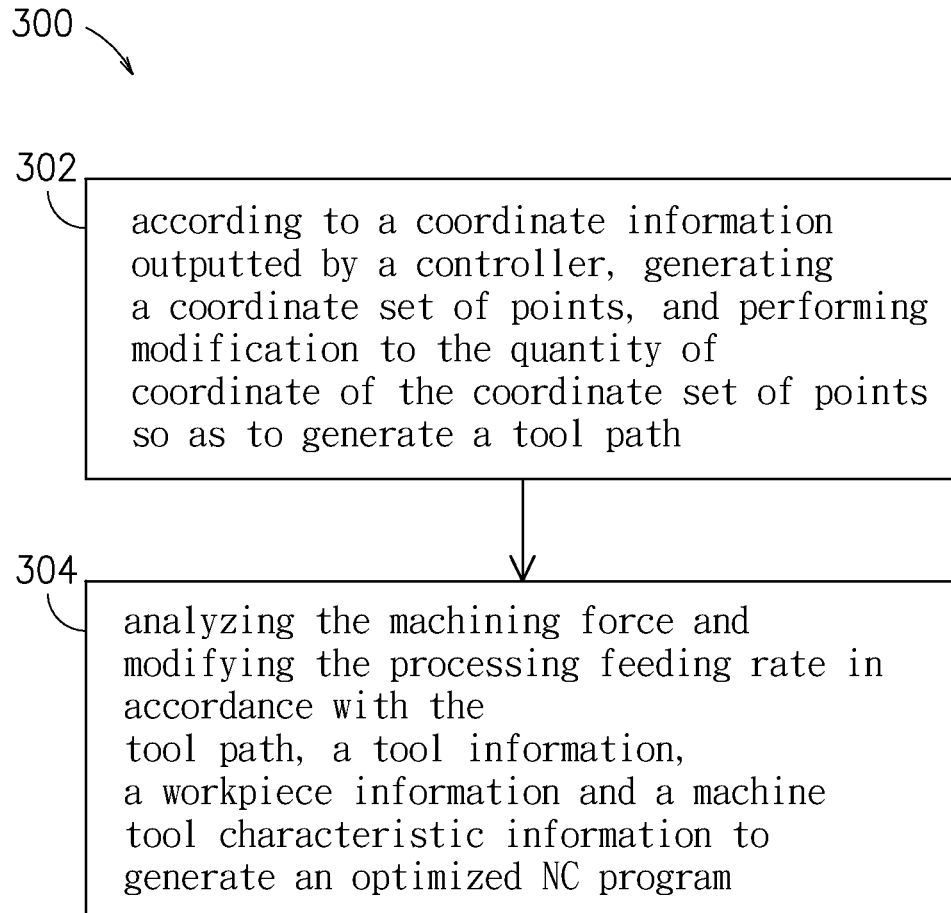 300
302
according to a coordinate information
outputted by a controller, generating
a coordinate set of points, and performing
modification to the quantity of
coordinate of the coordinate set of points
so as to generate a tool path
304
analyzing the machining force and
modifying the processing feeding rate in
accordance with the
tool path, a tool information,
a workpiece information and a machine
tool characteristic information to
generate an optimized NC program